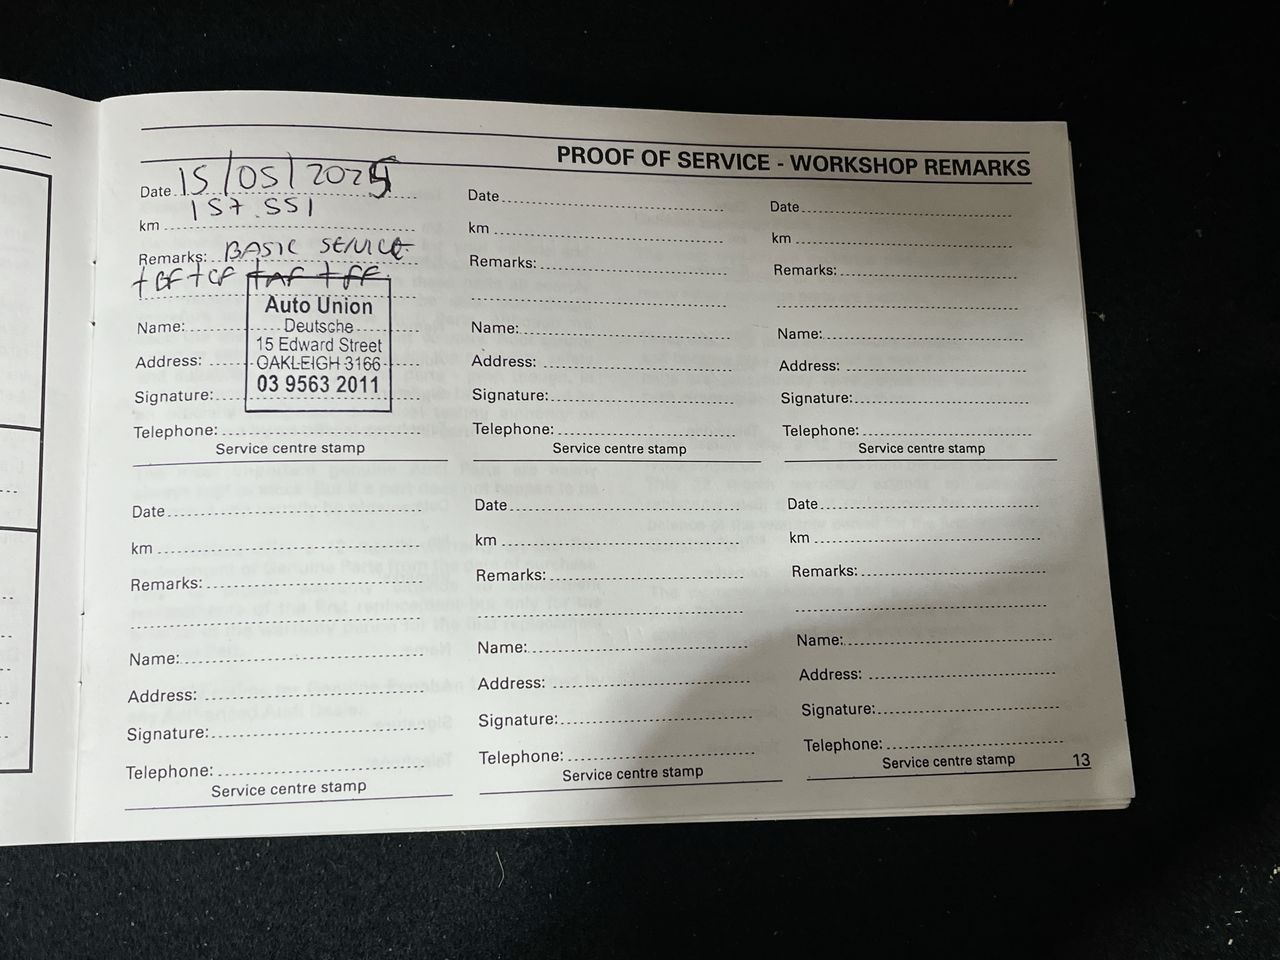 PROOF OF SERVICE - WORKSHOP REMARKS
Date 15/05/2025
km 157.551
Remarks: BASIC SERVICE
+BF+CF +AF +FF
Auto Union
Deutsche
15 Edward Street
OAKLEIGH 3166
03 9563 2011
Name:
Address:
Signature:
Telephone:
Service centre stamp
Date
km
Remarks:
Name:
Address:
Signature:
Telephone:
Service centre stamp
Date
km
Remarks:
Name:
Address:
Signature:
Telephone:
Service centre stamp
Date
km
Remarks:
Name:
Address:
Signature:
Telephone:
Service centre stamp
Date
km
Remarks:
Name:
Address:
Signature:
Telephone:
Service centre stamp
Date
km
Remarks:
Name:
Address:
Signature:
Telephone:
Service centre stamp
13